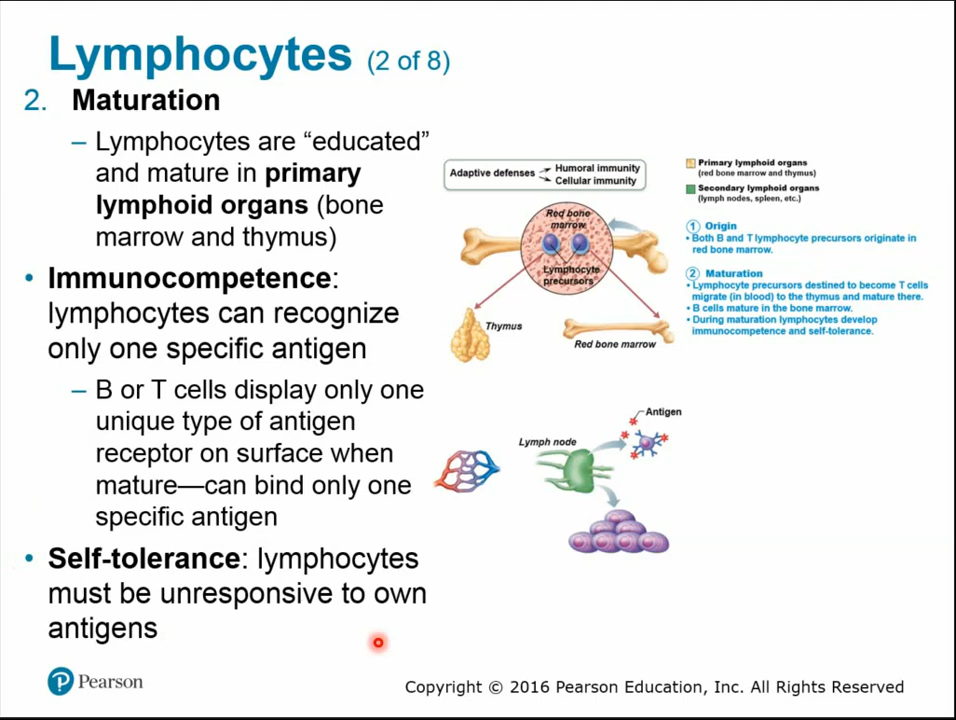 Lymphocytes (2 of 8)
2. Maturation
– Lymphocytes are “educated”
and mature in primary
lymphoid organs (bone
marrow and thymus)
• Immunocompetence:
lymphocytes can recognize
only one specific antigen
– B or T cells display only one
unique type of antigen
receptor on surface when
mature—can bind only one
specific antigen
• Self-tolerance: lymphocytes
must be unresponsive to own
antigens
Adaptive defenses
Humoral immunity
Cellular immunity
Primary lymphoid organs
(red bone marrow and thymus)
Secondary lymphoid organs
(lymph nodes, spleen, etc.)
Red bone
marrow
Lymphocyte
precursors
Thymus
Red bone marrow
1 Origin
• Both B and T lymphocyte precursors originate in
red bone marrow.
2 Maturation
• Lymphocyte precursors destined to become T cells
migrate (in blood) to the thymus and mature there.
• B cells mature in the bone marrow.
• During maturation lymphocytes develop
immunocompetence and self-tolerance.
Antigen
Lymph node
P Pearson
Copyright © 2016 Pearson Education, Inc. All Rights Reserved